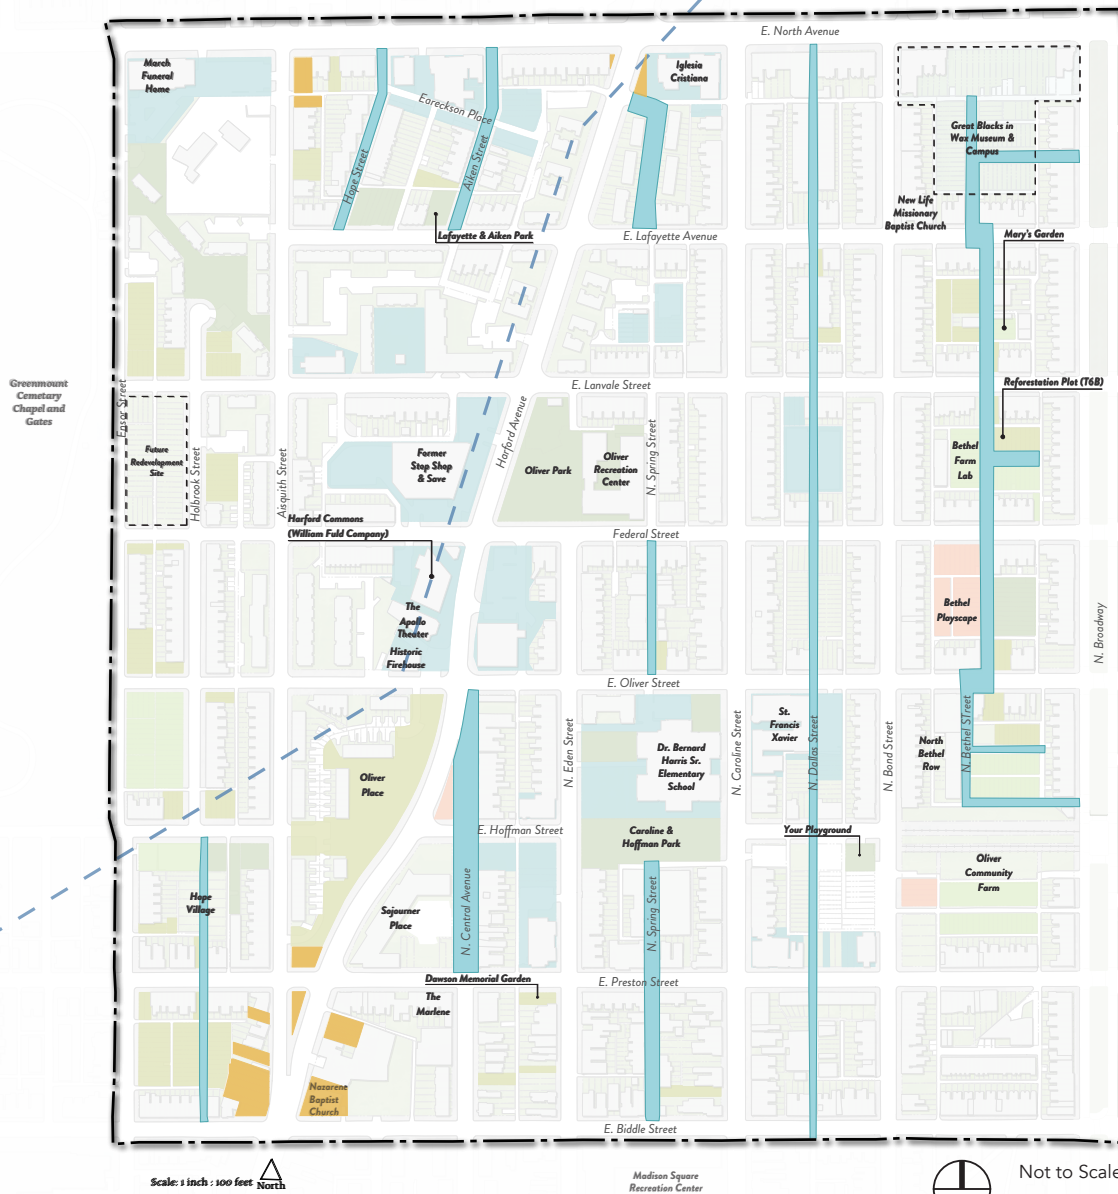 E. North Avenue
March
Funeral
Home
Iglesia
Cristiana
Eareckson Place
Hope Street
Aiken Street
Great Blacks in
Wax Museum &
Campus
New Life
Missionary
Baptist Church
Lafayette & Aiken Park
E. Lafayette Avenue
Mary's Garden
Greenmount
Cemetary
Chapel and
Gates
Ensor Street
E. Lanvale Street
Reforestation Plot (T6B)
Harford Avenue
Future
Redevelopment
Site
Holbrook Street
Aisquith Street
Former
Stop Shop
& Save
Oliver Park
Oliver
Recreation
Center
N. Spring Street
Bethel
Farm
Lab
Harford Commons
(William Fuld Company)
Federal Street
The
Apollo
Theater
Historic
Firehouse
Bethel
Playscape
N. Broadway
E. Oliver Street
Oliver
Place
N. Eden Street
Dr. Bernard
Harris Sr.
Elementary
School
N. Caroline Street
St.
Francis
Xavier
N. Dallas Street
N. Bond Street
North
Bethel
Row
N. Bethel STreet
E. Hoffman Street
Caroline &
Hoffman Park
Your Playground
Oliver
Community
Farm
Hope
Village
Sojourner
Place
N. Central Avenue
N. Spring Street
Dawson Memorial Garden
E. Preston Street
The
Marlene
Nazarene
Baptist
Church
E. Biddle Street
Scale: 1 inch : 100 feet
North
Madison Square
Recreation Center
Not to Scale